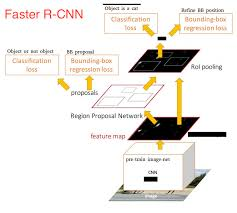 Faster R-CNN
Object is a cat
Refine BB position
Classification
loss
Bounding-box
regression loss
Object or not object
BB proposal
Classification
loss
Bounding-box
regression loss
RoI pooling
proposals
Region Proposal Network
feature map
pre-train image-net
CNN
image